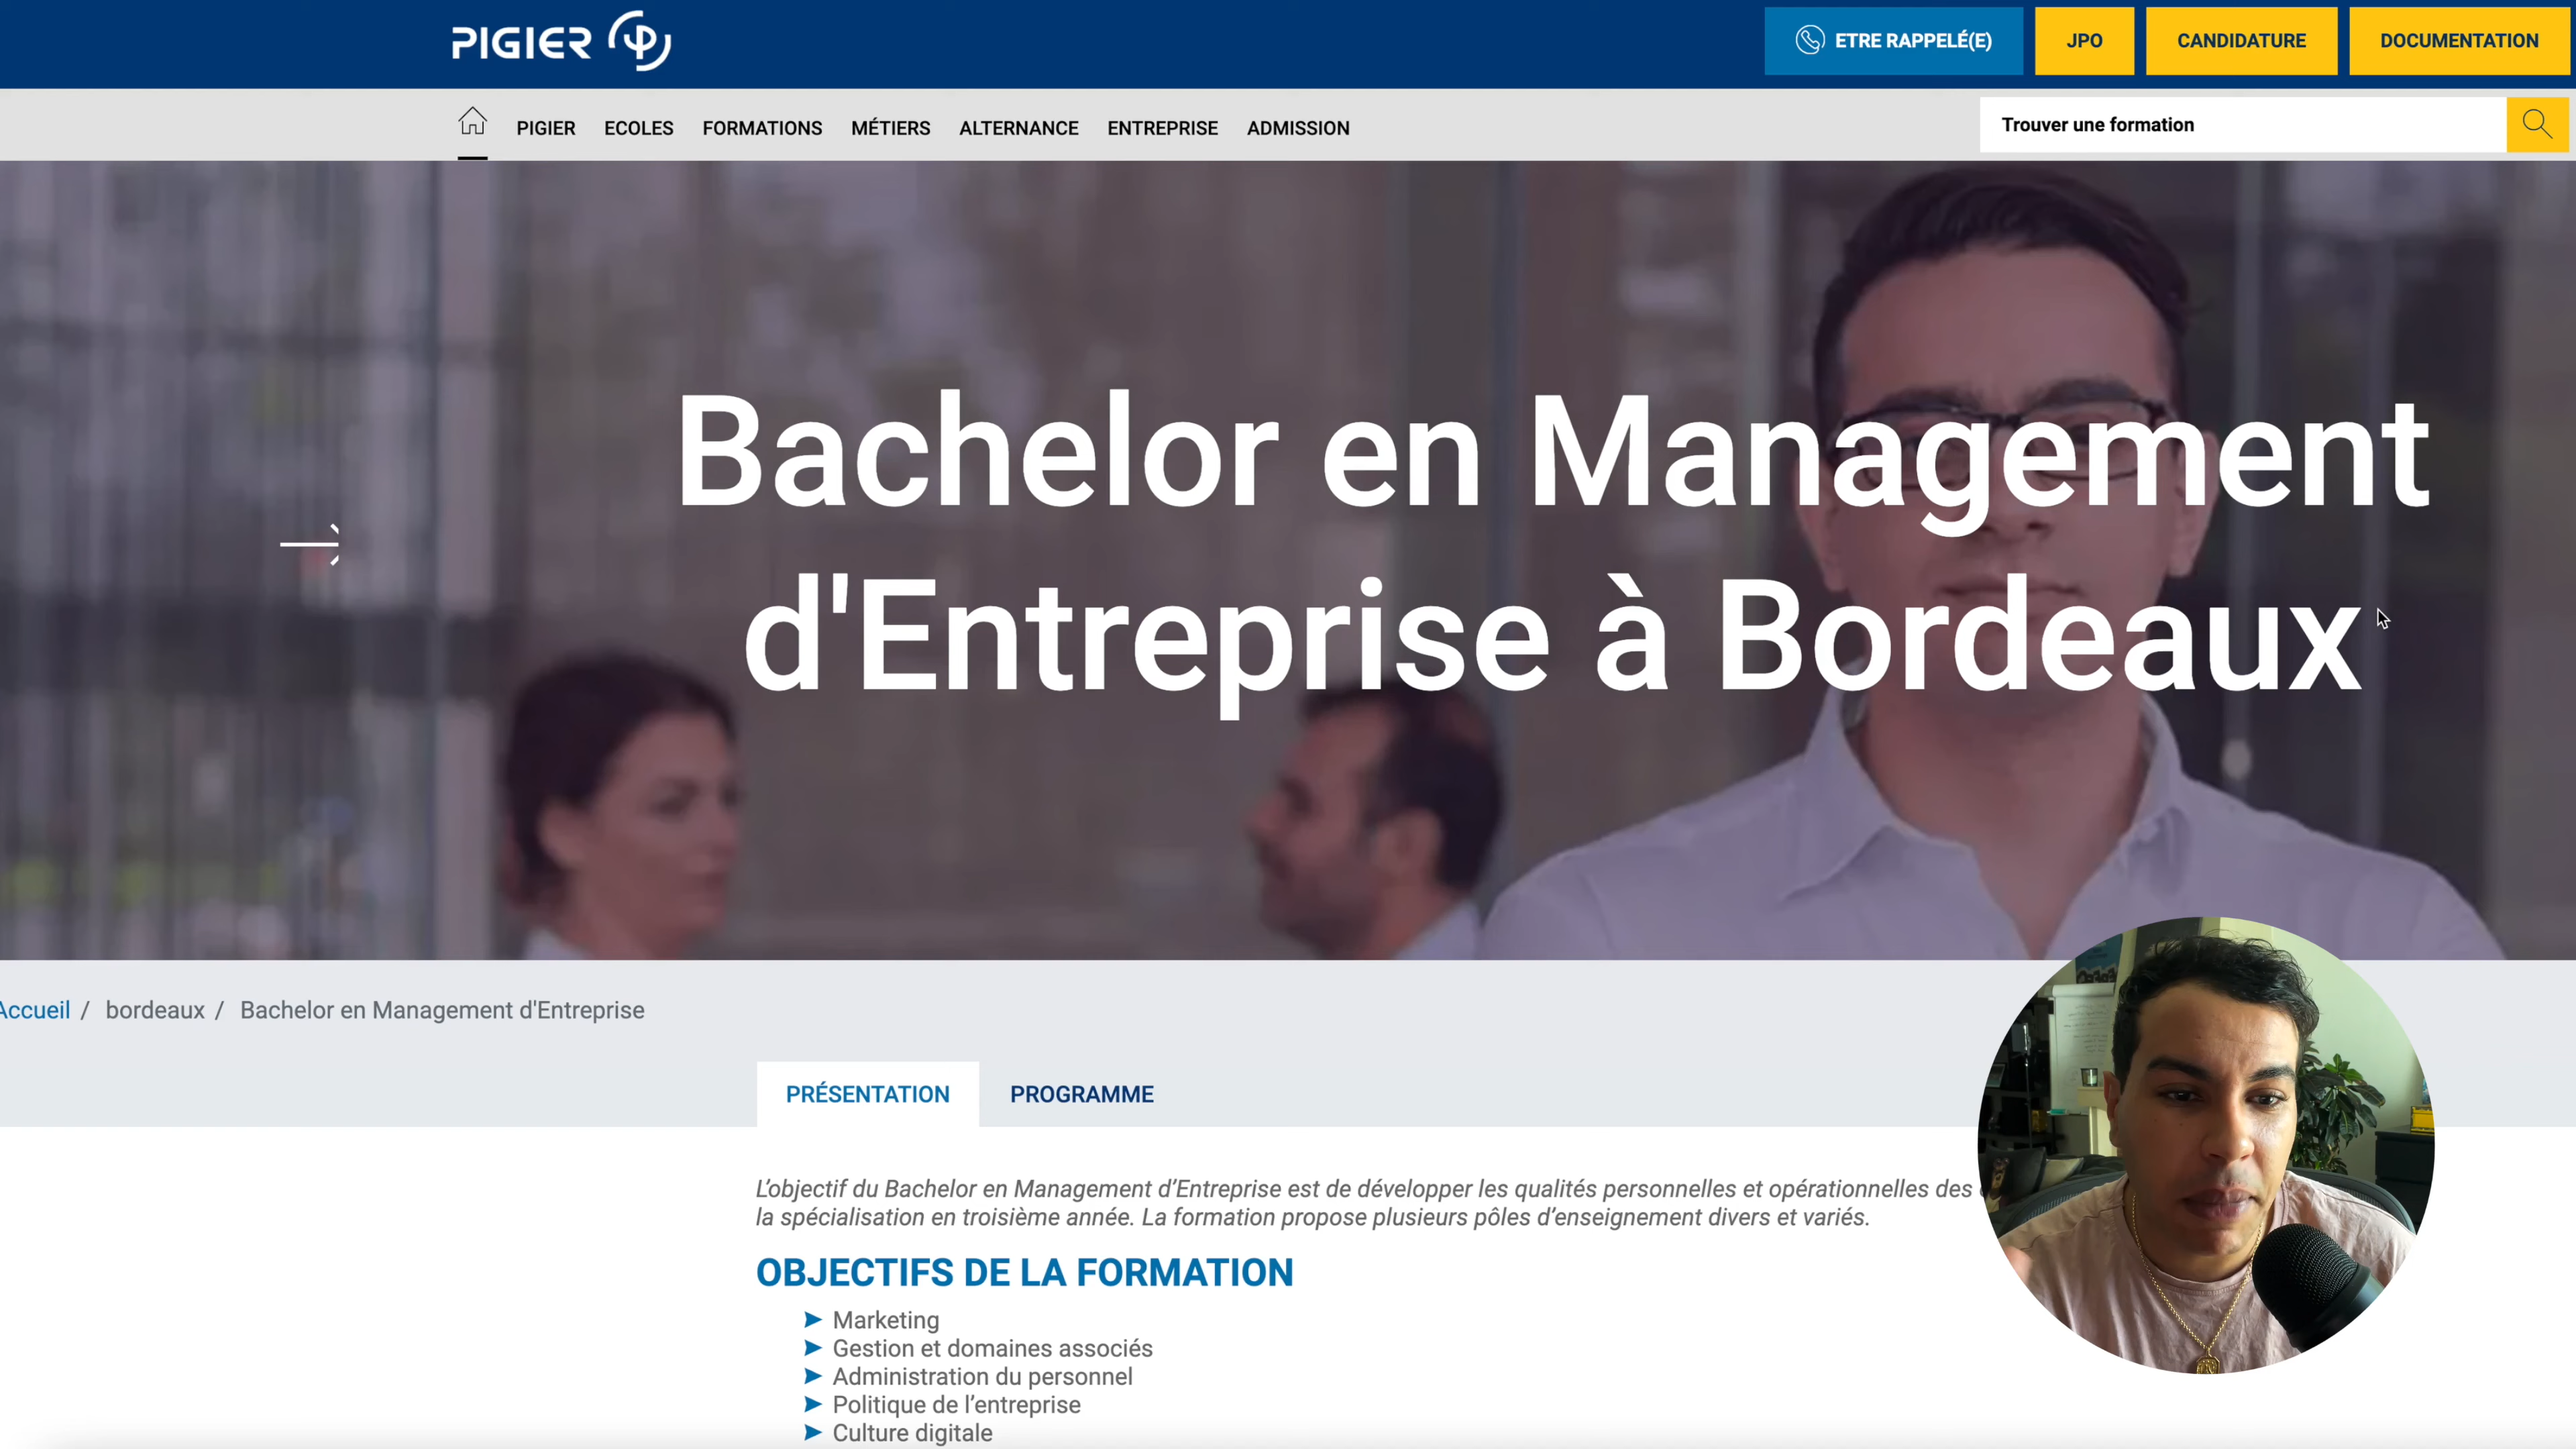 PIGIER
ETRE RAPPELÉ(E)
JPO
CANDIDATURE
DOCUMENTATION
PIGIER
ECOLES
FORMATIONS
MÉTIERS
ALTERNANCE
ENTREPRISE
ADMISSION
Trouver une formation
Bachelor en Management
d'Entreprise à Bordeaux
Accueil / bordeaux / Bachelor en Management d'Entreprise
PRÉSENTATION
PROGRAMME
L’objectif du Bachelor en Management d’Entreprise est de développer les qualités personnelles et opérationnelles des
la spécialisation en troisième année. La formation propose plusieurs pôles d’enseignement divers et variés.
OBJECTIFS DE LA FORMATION
Marketing
Gestion et domaines associés
Administration du personnel
Politique de l’entreprise
Culture digitale